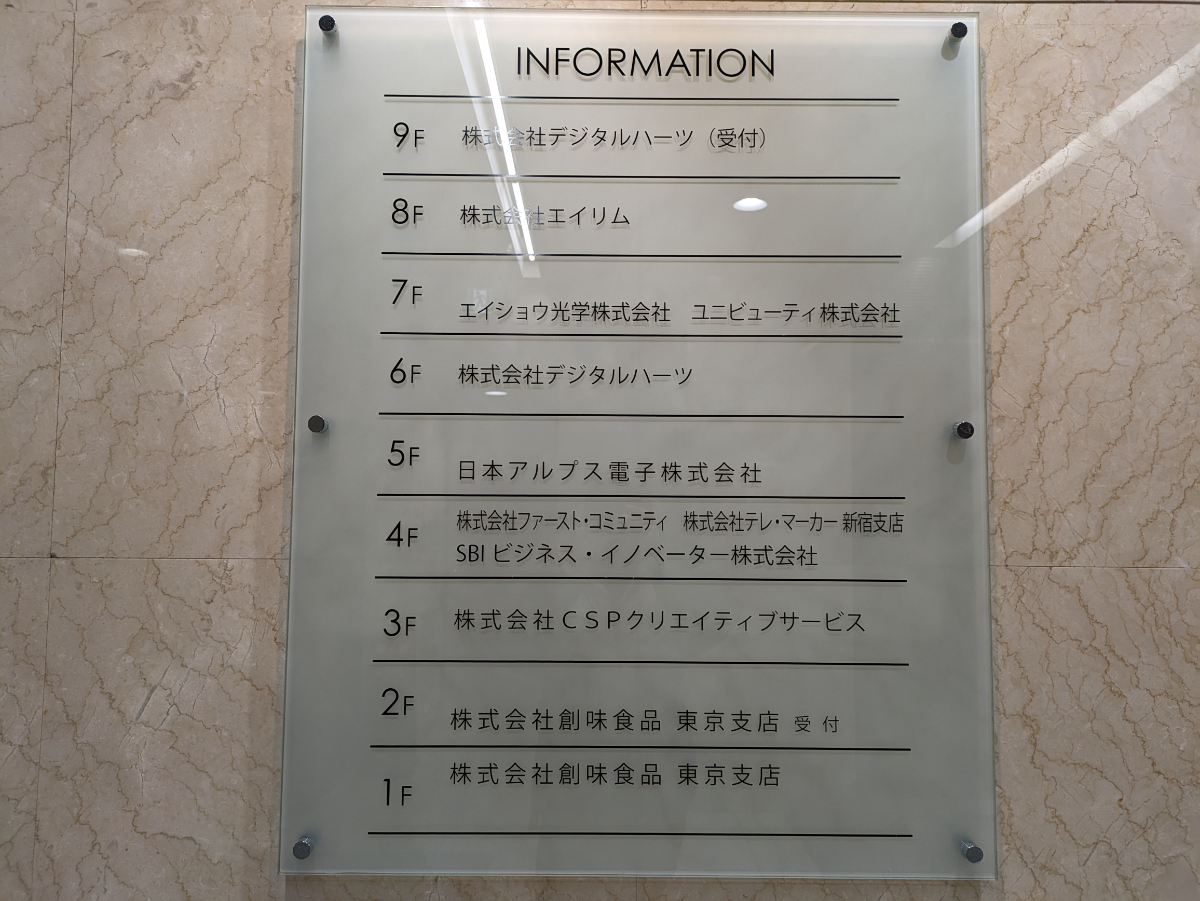 INFORMATION
9F 株式会社デジタルハーツ（受付）
8F 株式会社エイリム
7F エイショウ光学株式会社　ユニビューティ株式会社
6F 株式会社デジタルハーツ
5F 日本アルプス電子株式会社
4F 株式会社ファースト・コミュニティ　株式会社テレ・マーカー 新宿支店
SBI ビジネス・イノベーター株式会社
3F 株式会社ＣＳＰクリエイティブサービス
2F 株式会社創味食品 東京支店 受付
1F 株式会社創味食品 東京支店